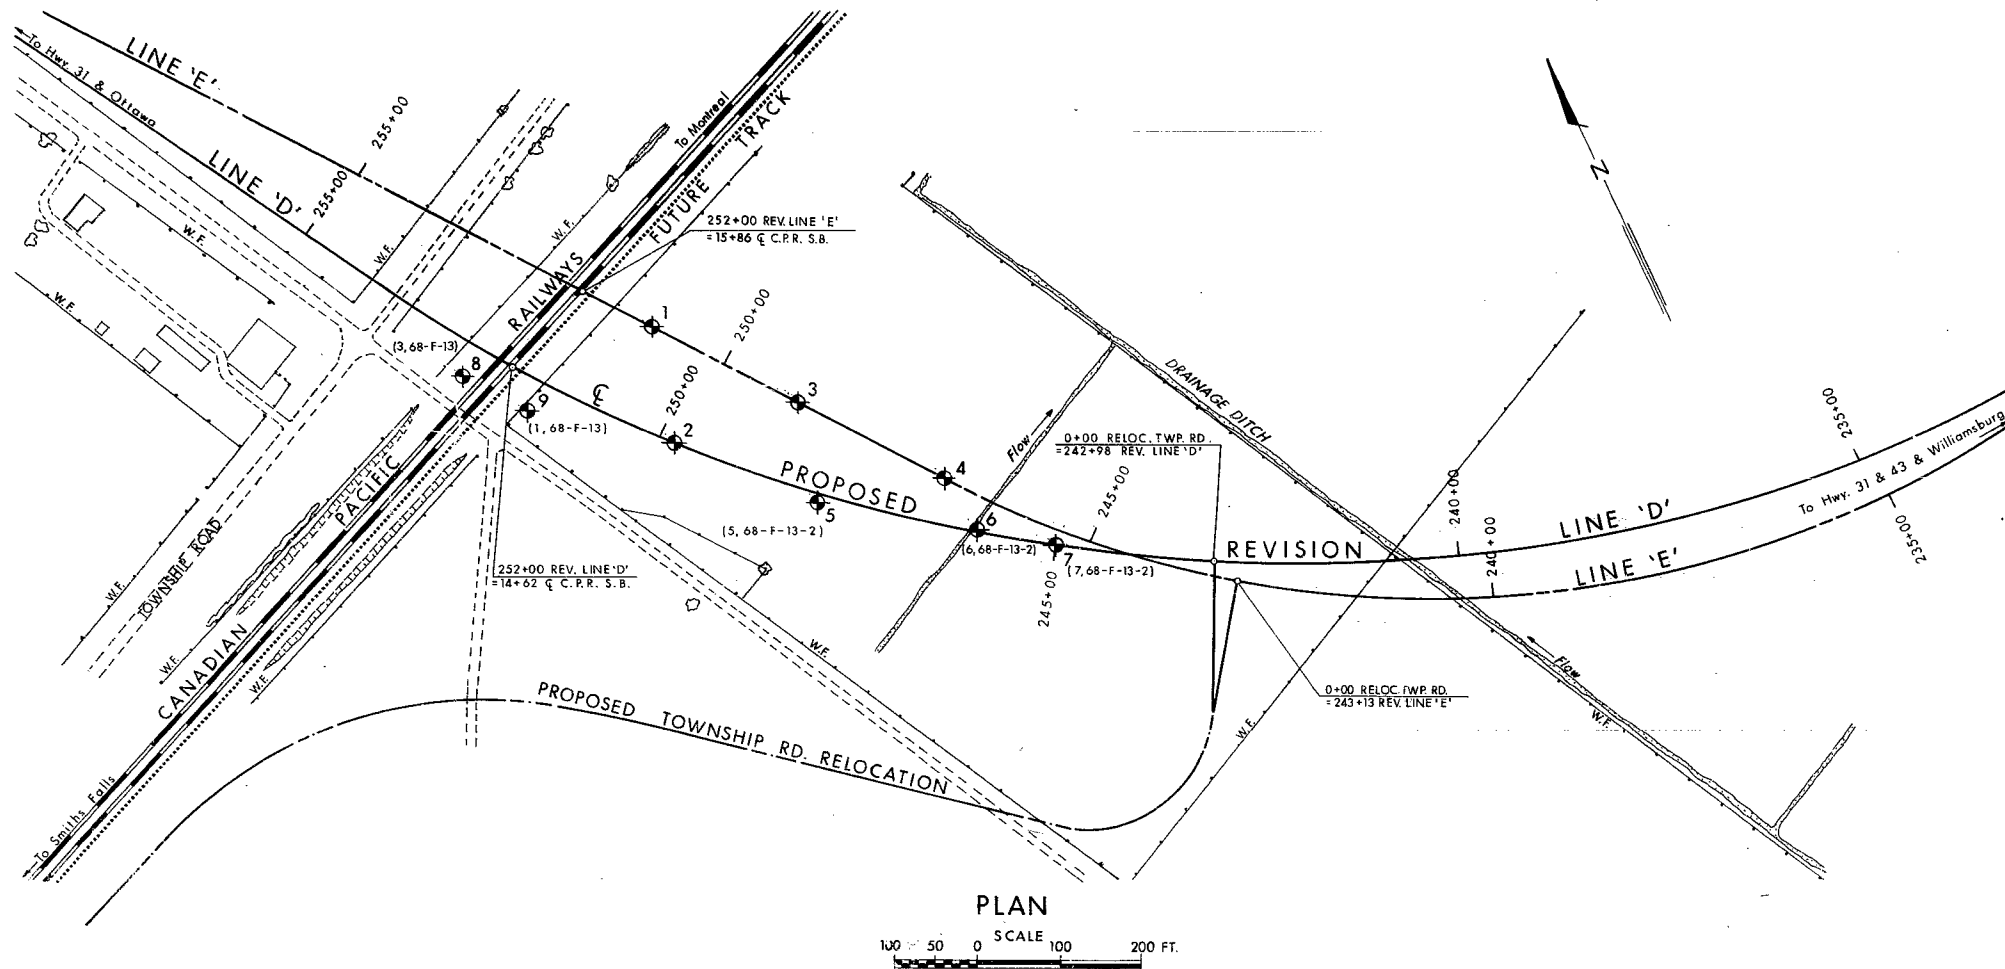 LINE 'E'
To Hwy. 31 & Ottawa
LINE 'D'
255+00
255+00
W.F.
W.F.
W.F.
W.F.
To Montreal
FUTURE TRACK
252+00 REV. LINE 'E'
= 15+86 ℄ C.P.R. S.B.
CANADIAN PACIFIC RAILWAYS
(3, 68-F-13)
8
9
(1, 68-F-13)
℄
1
250+00
3
250+00
2
4
PROPOSED
5
(5, 68-F-13-2)
6
(6, 68-F-13-2)
7
(7, 68-F-13-2)
245+00
245+00
Flow
DRAINAGE DITCH
0+00 RELOC. TWP. RD.
=242+98 REV. LINE 'D'
REVISION
240+00
240+00
LINE 'D'
LINE 'E'
235+00
235+00
To Hwy. 31 & 43 & Williamsburg
N
252+00 REV. LINE 'D'
= 14+62 ℄ C.P.R. S.B.
TOWNSHIP ROAD
W.F.
W.F.
W.F.
W.F.
W.F.
W.F.
Flow
0+00 RELOC. TWP. RD.
= 243+13 REV. LINE 'E'
PROPOSED TOWNSHIP RD. RELOCATION
To Smiths Falls
PLAN
SCALE
100 50 0 100 200 FT.